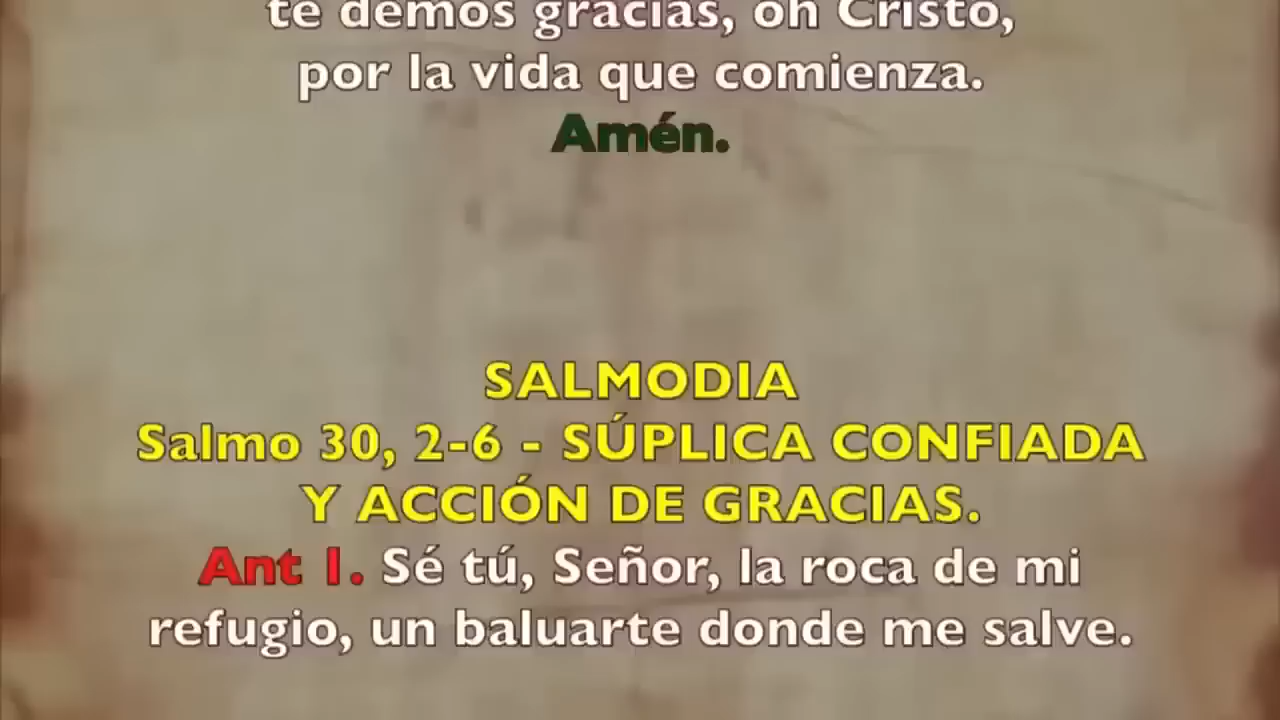 te demos gracias, oh Cristo,
por la vida que comienza.
Amén.
SALMODIA
Salmo 30, 2-6 - SÚPLICA CONFIADA
Y ACCIÓN DE GRACIAS.
Ant 1. Sé tú, Señor, la roca de mi
refugio, un baluarte donde me salve.